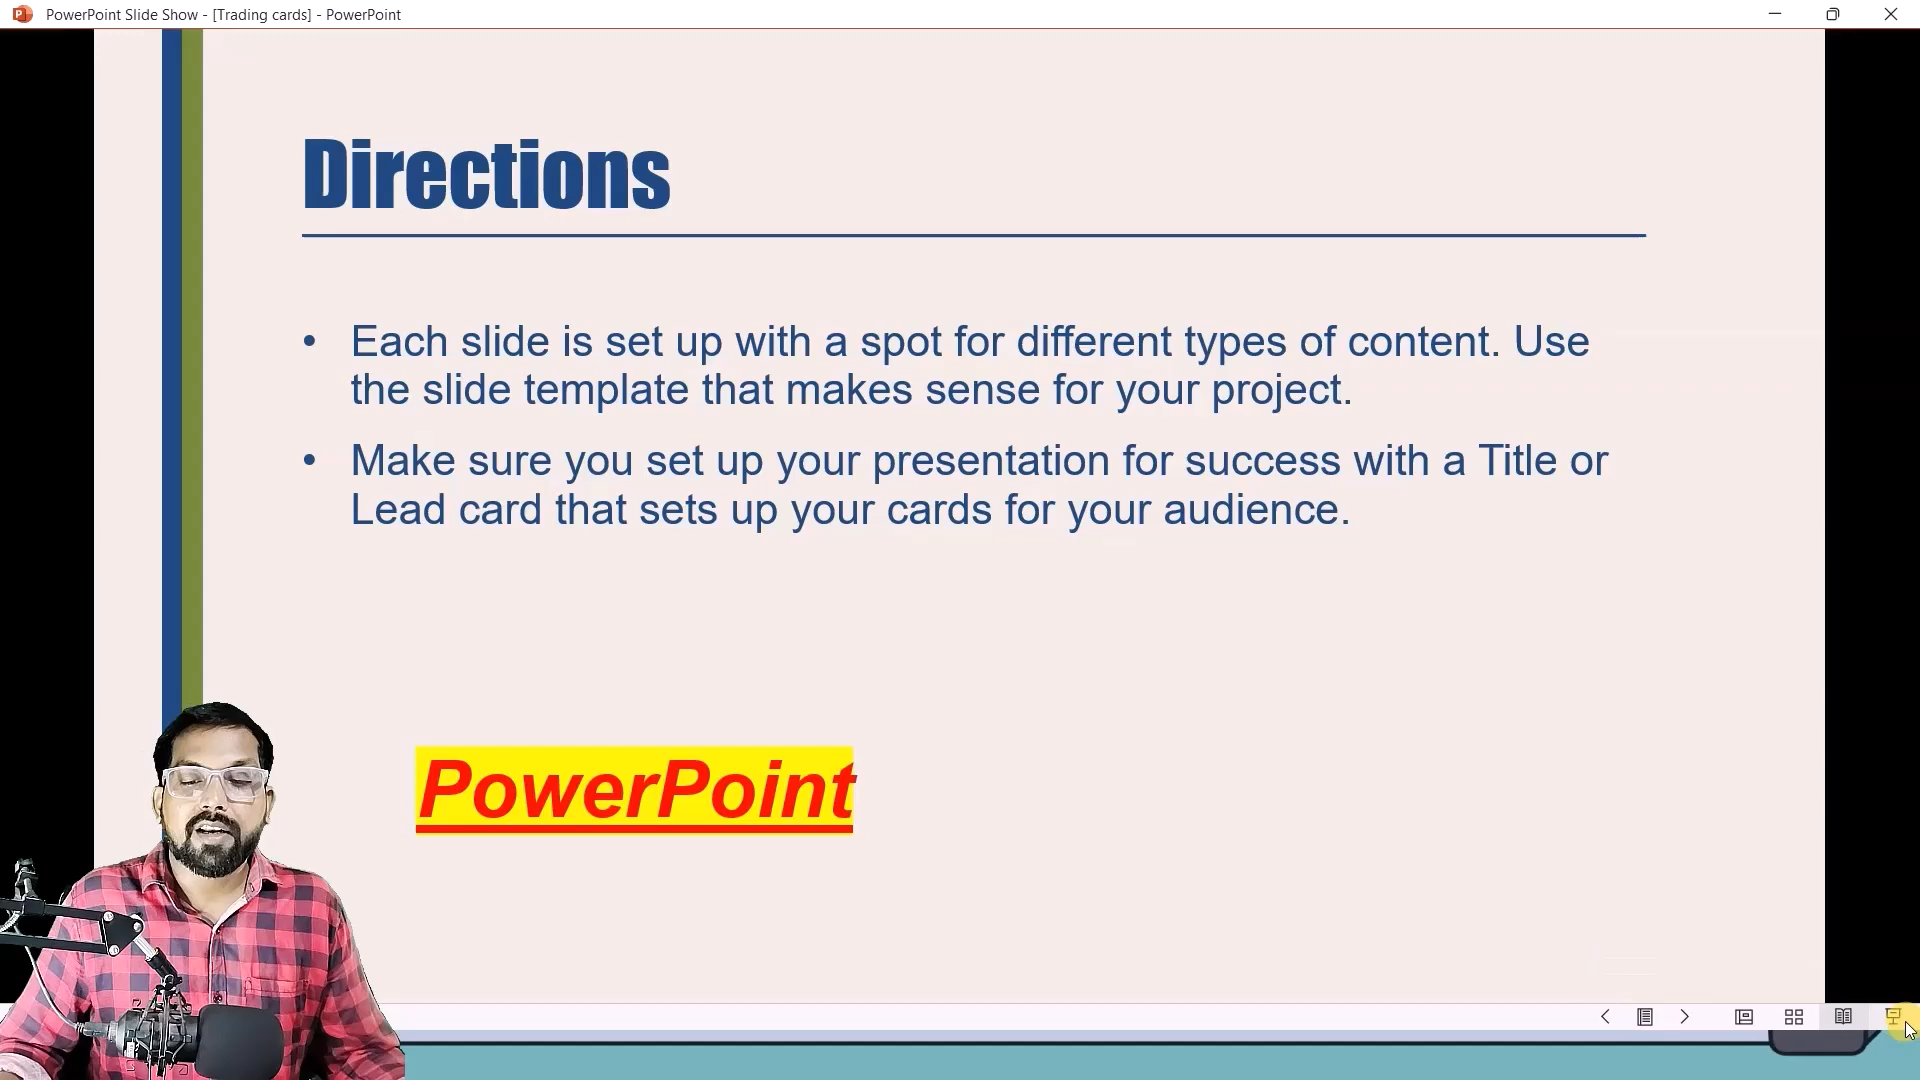 PowerPoint Slide Show - [Trading cards] - PowerPoint
Directions
• Each slide is set up with a spot for different types of content. Use
the slide template that makes sense for your project.
• Make sure you set up your presentation for success with a Title or
Lead card that sets up your cards for your audience.
PowerPoint